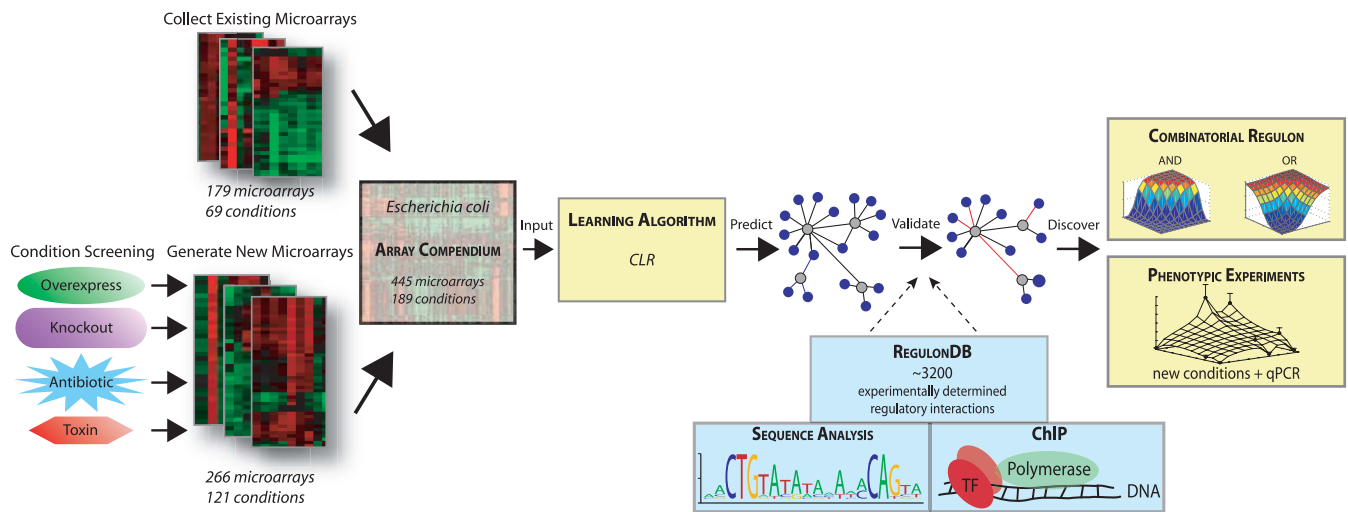 Collect Existing Microarrays
179 microarrays
69 conditions
Condition Screening
Overexpress
Knockout
Antibiotic
Toxin
Generate New Microarrays
266 microarrays
121 conditions
Escherichia coli
ARRAY COMPENDIUM
445 microarrays
189 conditions
Input
LEARNING ALGORITHM
CLR
Predict
Validate
Discover
REGULONDB
~3200
experimentally determined
regulatory interactions
SEQUENCE ANALYSIS
CTGTATATAAACAGTA
ChIP
TF
Polymerase
DNA
COMBINATORIAL REGULON
AND
OR
PHENOTYPIC EXPERIMENTS
new conditions + qPCR